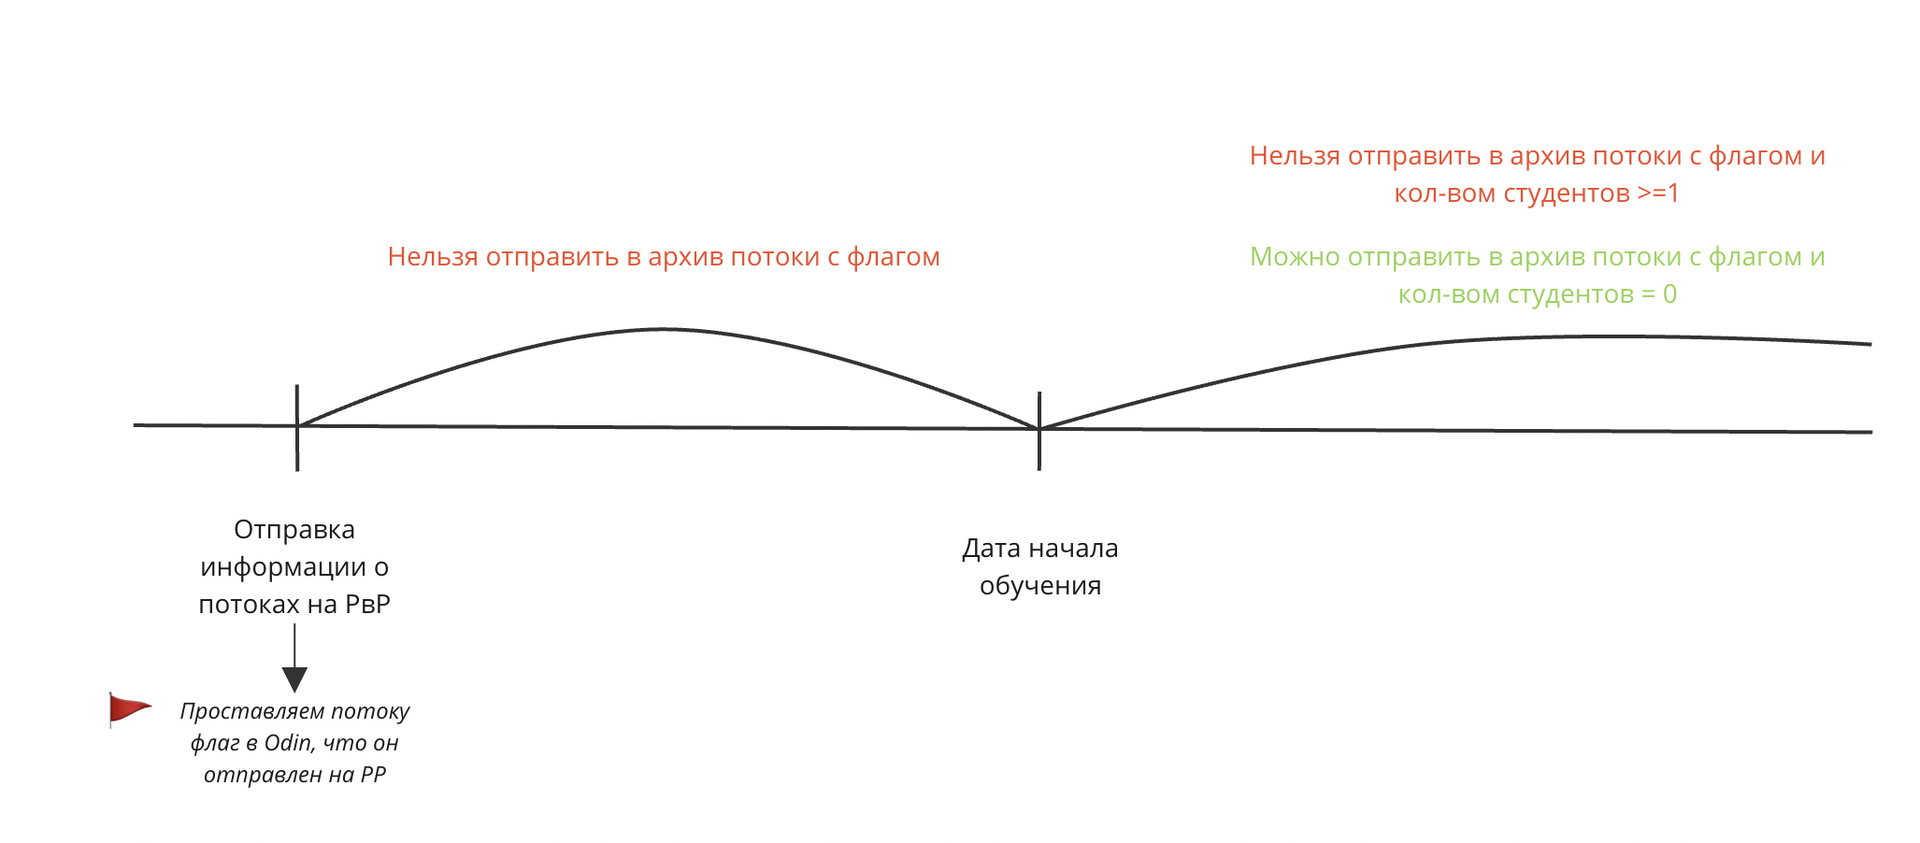 Нельзя отправить в архив потоки с флагом и
кол-вом студентов >=1
Нельзя отправить в архив потоки с флагом
Можно отправить в архив потоки с флагом и
кол-вом студентов = 0
Отправка
информации о
потоках на РвР
Дата начала
обучения
Проставляем потоку
флаг в Odin, что он
отправлен на РР